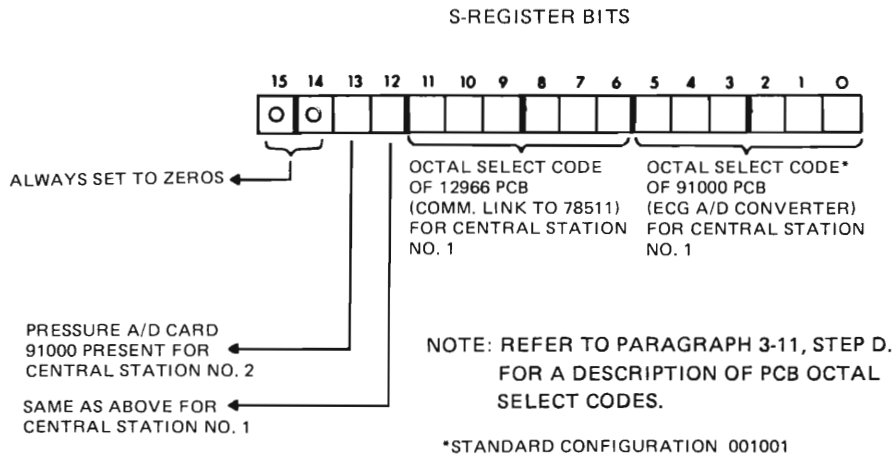 S-REGISTER BITS
15 14 13 12 11 10 9 8 7 6 5 4 3 2 1 0
0 0
ALWAYS SET TO ZEROS
OCTAL SELECT CODE
OF 12966 PCB
(COMM. LINK TO 78511)
FOR CENTRAL STATION
NO. 1
OCTAL SELECT CODE*
OF 91000 PCB
(ECG A/D CONVERTER)
FOR CENTRAL STATION
NO. 1
PRESSURE A/D CARD
91000 PRESENT FOR
CENTRAL STATION NO. 2
SAME AS ABOVE FOR
CENTRAL STATION NO. 1
NOTE: REFER TO PARAGRAPH 3-11, STEP D.
FOR A DESCRIPTION OF PCB OCTAL
SELECT CODES.
*STANDARD CONFIGURATION 001001